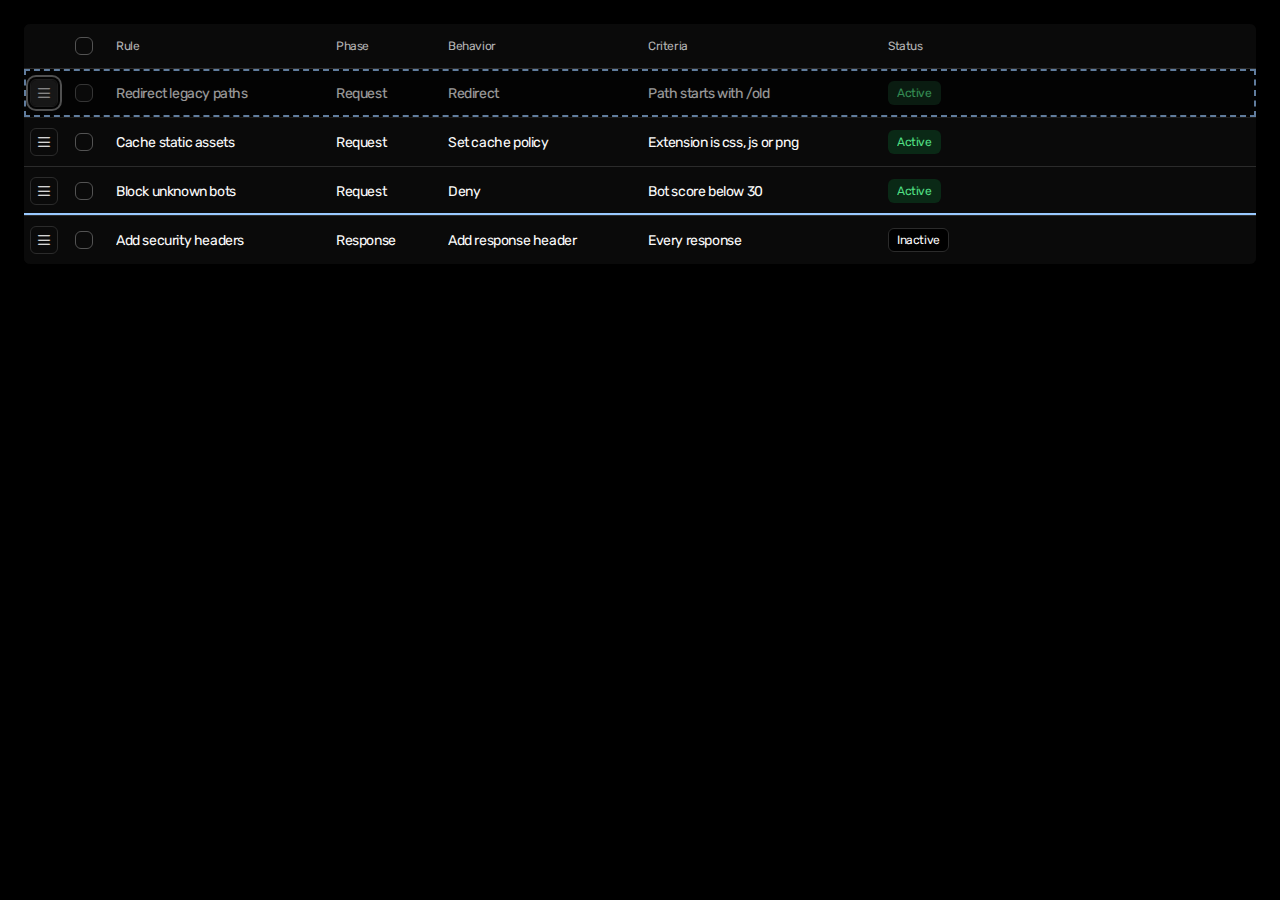 Rule Phase Behavior Criteria Status
Redirect legacy paths Request Redirect Path starts with /old Active
Cache static assets Request Set cache policy Extension is css, js or png Active
Block unknown bots Request Deny Bot score below 30 Active
Add security headers Response Add response header Every response Inactive